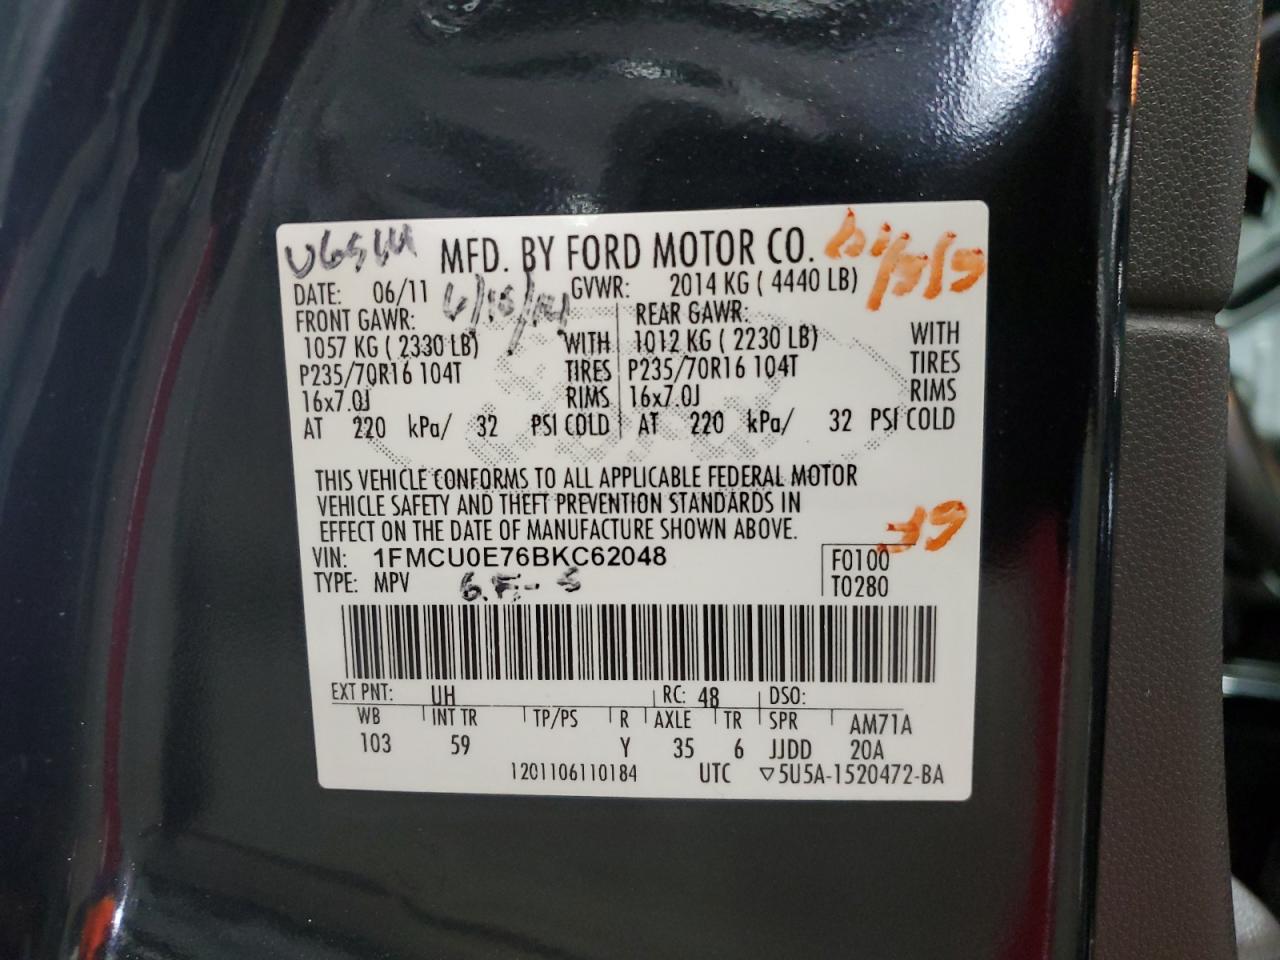 MFD. BY FORD MOTOR CO.
DATE: 06/11 GVWR: 2014 KG ( 4440 LB)
FRONT GAWR: REAR GAWR:
1057 KG ( 2330 LB) WITH 1012 KG ( 2230 LB) WITH
P235/70R16 104T TIRES P235/70R16 104T TIRES
16x7.0J RIMS 16x7.0J RIMS
AT 220 kPa/ 32 PSI COLD AT 220 kPa/ 32 PSI COLD
THIS VEHICLE CONFORMS TO ALL APPLICABLE FEDERAL MOTOR
VEHICLE SAFETY AND THEFT PREVENTION STANDARDS IN
EFFECT ON THE DATE OF MANUFACTURE SHOWN ABOVE.
VIN: 1FMCU0E76BKC62048 F0100
TYPE: MPV T0280
EXT PNT: UH RC: 48 DSO:
WB INT TR TP/PS R AXLE TR SPR AM71A
103 59 Y 35 6 JJDD 20A
1201106110184 UTC ▽5U5A-1520472-BA